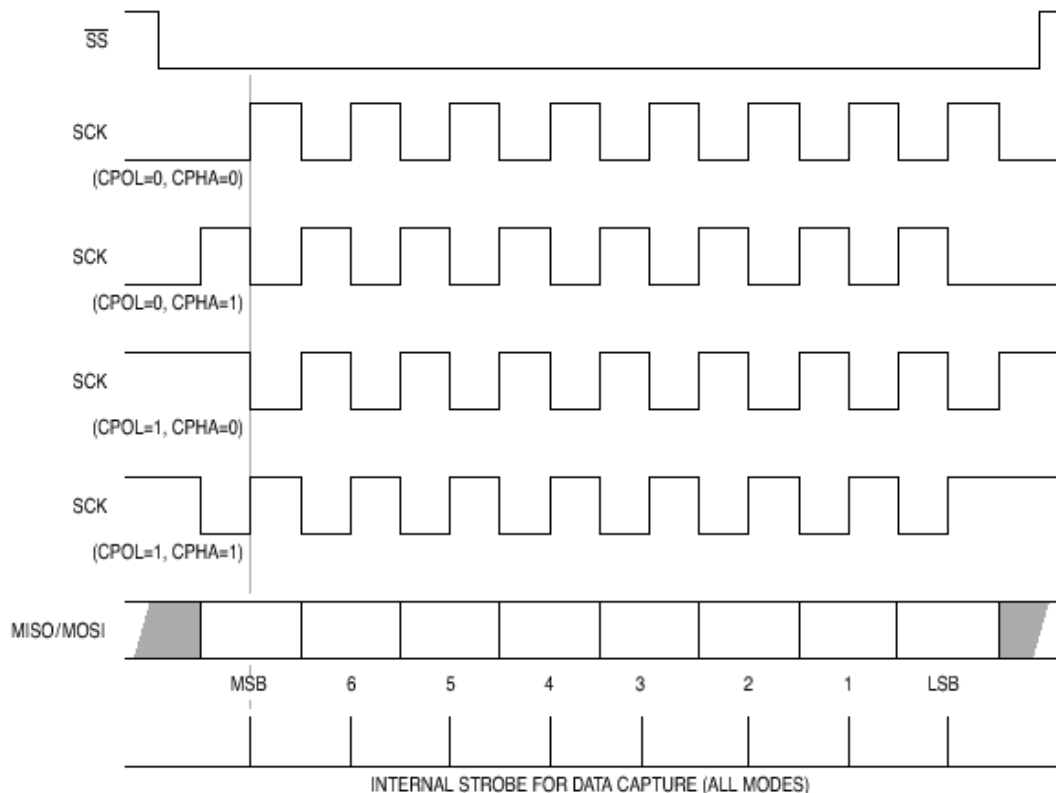 SS
SCK
(CPOL=0, CPHA=0)
SCK
(CPOL=0, CPHA=1)
SCK
(CPOL=1, CPHA=0)
SCK
(CPOL=1, CPHA=1)
MISO/MOSI
MSB 6 5 4 3 2 1 LSB
INTERNAL STROBE FOR DATA CAPTURE (ALL MODES)